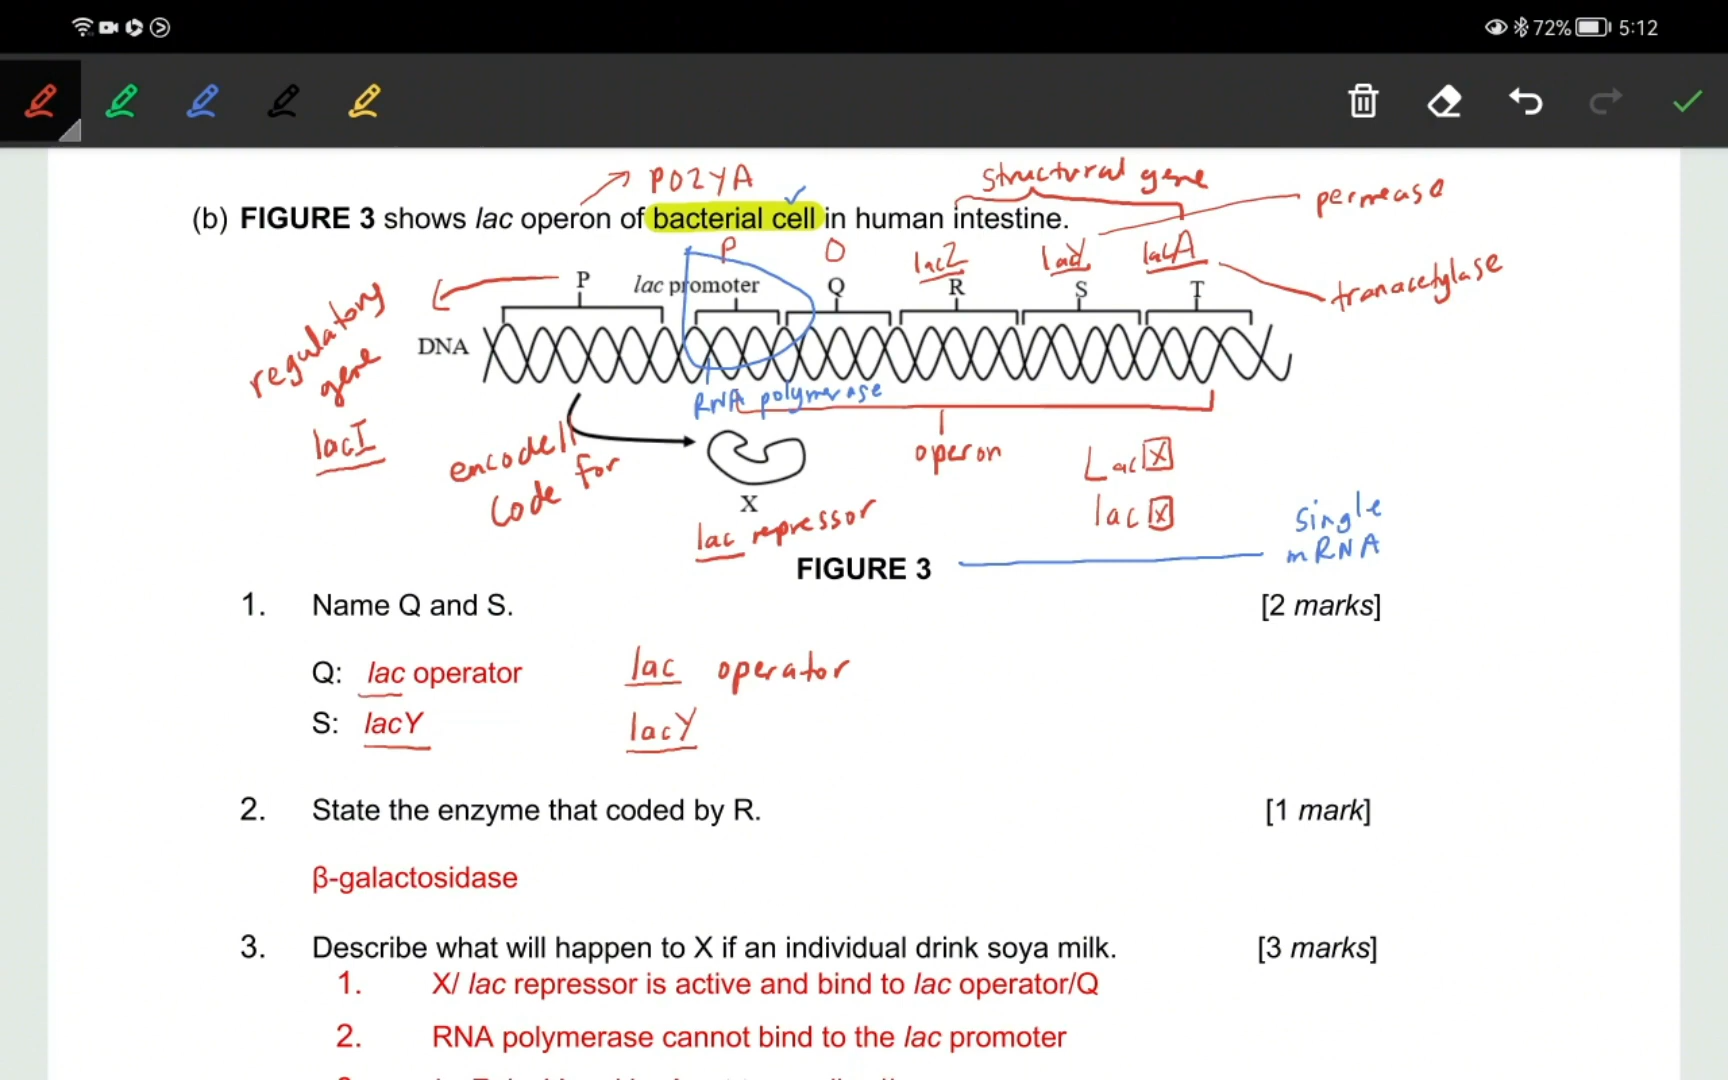 72% 5:12
POZYA
structural gene
permease
(b) FIGURE 3 shows lac operon of bacterial cell in human intestine.
P O lacZ lacY lacA
tranacetylase
P lac promoter Q R S T
regulatory
gene
lacI
DNA
RNA polymerase
operon
encode//
code for
Lac X
lac X
X
lac repressor
single
mRNA
FIGURE 3
1. Name Q and S. [2 marks]
Q: lac operator lac operator
S: lacY lacY
2. State the enzyme that coded by R. [1 mark]
β-galactosidase
3. Describe what will happen to X if an individual drink soya milk. [3 marks]
1. X/ lac repressor is active and bind to lac operator/Q
2. RNA polymerase cannot bind to the lac promoter